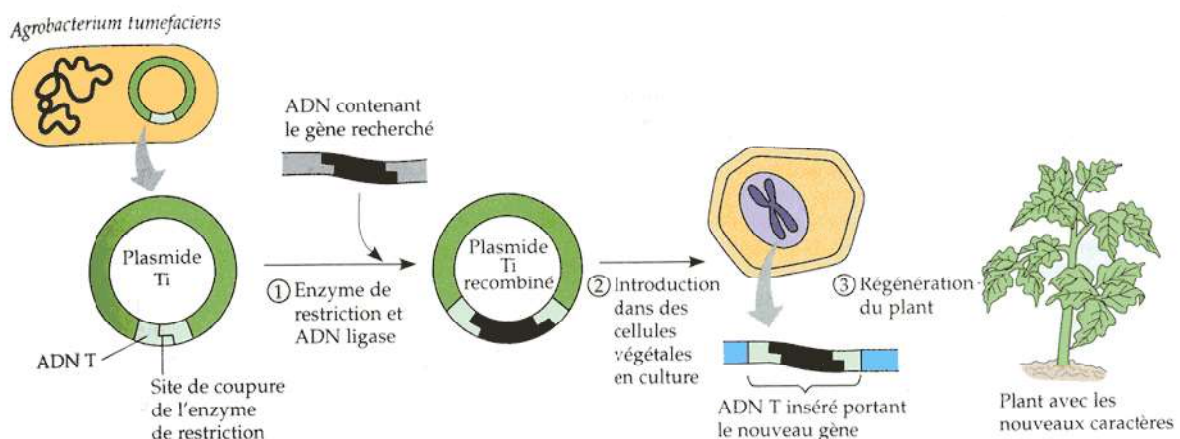 Agrobacterium tumefaciens
ADN contenant
le gène recherché
Plasmide
Ti
① Enzyme de
restriction et
ADN ligase
ADN T
Site de coupure
de l'enzyme
de restriction
Plasmide
Ti
recombiné
② Introduction
dans des
cellules
végétales
en culture
③ Régénération
du plant
ADN T inséré portant
le nouveau gène
Plant avec les
nouveaux caractères